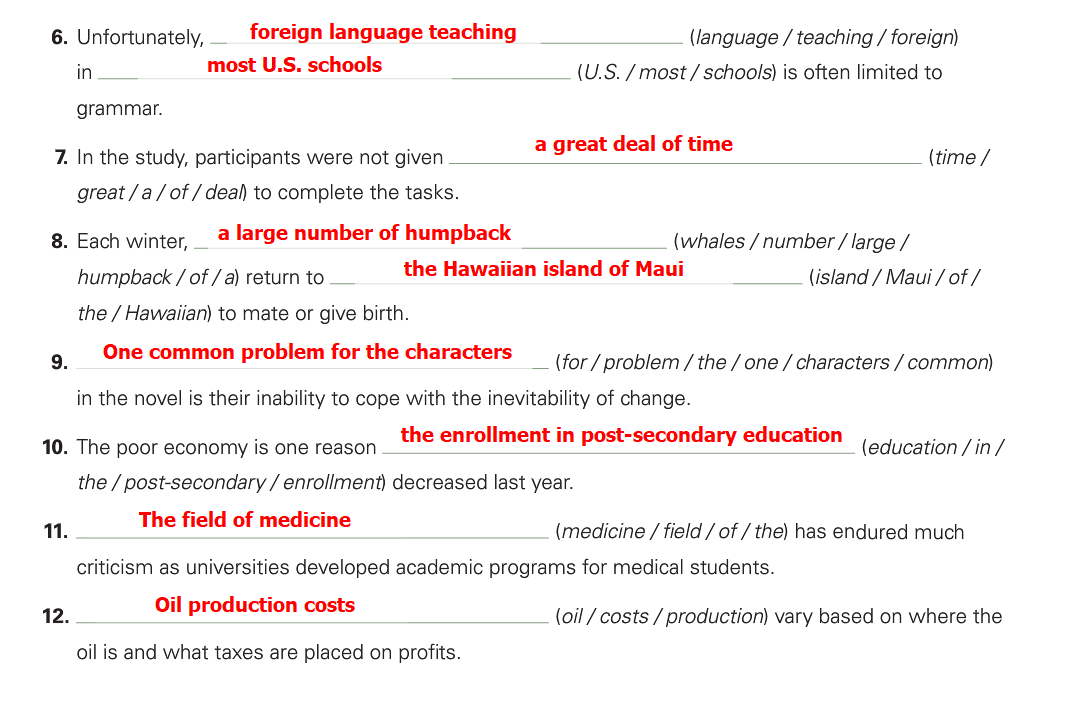 6. Unfortunately, foreign language teaching (language / teaching / foreign)
in most U.S. schools (U.S. / most / schools) is often limited to
grammar.
7. In the study, participants were not given a great deal of time (time /
great / a / of / deal) to complete the tasks.
8. Each winter, a large number of humpback (whales / number / large /
humpback / of / a) return to the Hawaiian island of Maui (island / Maui / of /
the / Hawaiian) to mate or give birth.
9. One common problem for the characters (for / problem / the / one / characters / common)
in the novel is their inability to cope with the inevitability of change.
10. The poor economy is one reason the enrollment in post-secondary education (education / in /
the / post-secondary / enrollment) decreased last year.
11. The field of medicine (medicine / field / of / the) has endured much
criticism as universities developed academic programs for medical students.
12. Oil production costs (oil / costs / production) vary based on where the
oil is and what taxes are placed on profits.